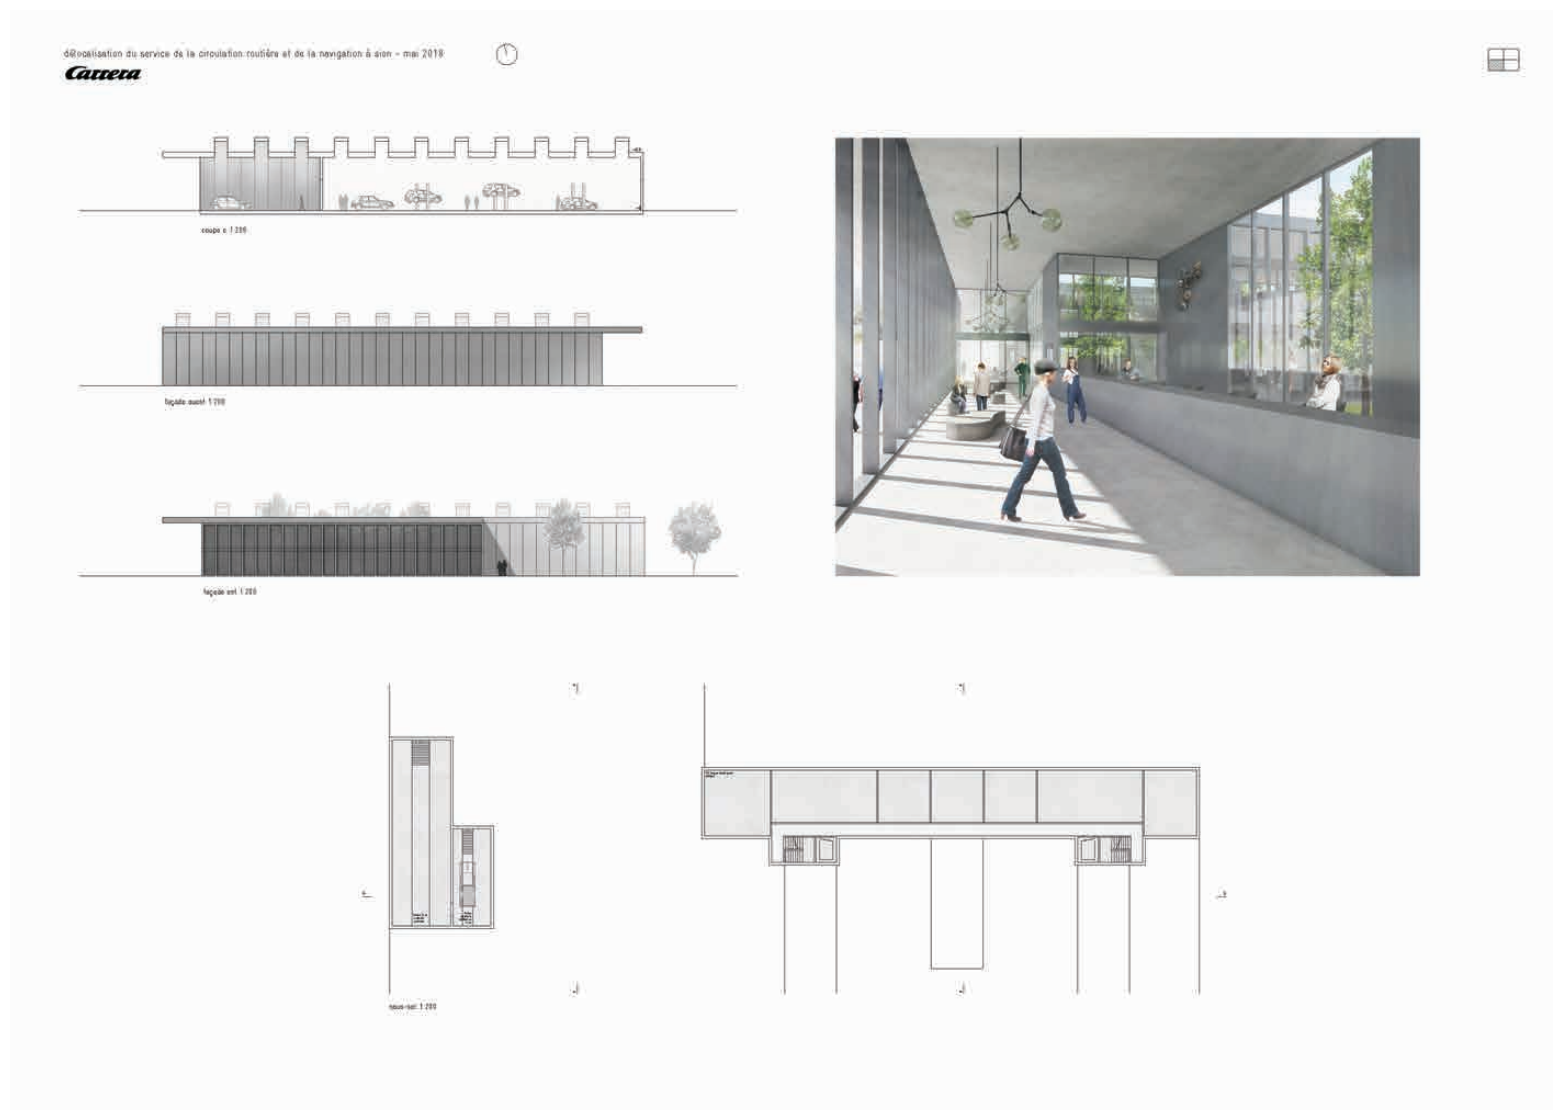 délocalisation du service de la circulation routière et de la navigation à sion - mai 2019
Carrera
coupe c 1 200
façade ouest 1 200
façade est 1 200
sous-sol 1 200